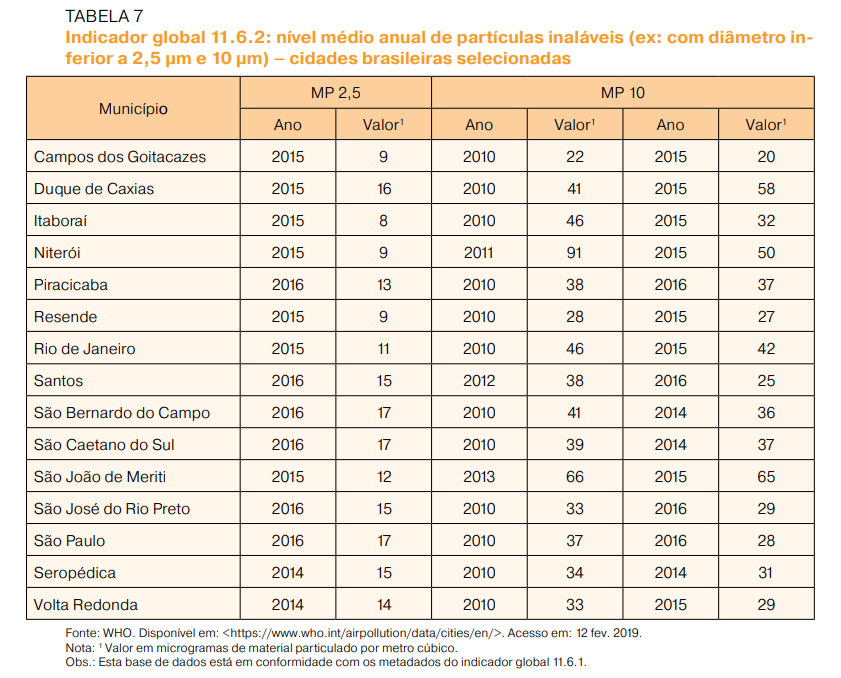 TABELA 7
Indicador global 11.6.2: nível médio anual de partículas inaláveis (ex: com diâmetro in-
ferior a 2,5 μm e 10 μm) – cidades brasileiras selecionadas
Município MP 2,5 MP 10
Ano Valor¹ Ano Valor¹ Ano Valor¹
Campos dos Goitacazes 2015 9 2010 22 2015 20
Duque de Caxias 2015 16 2010 41 2015 58
Itaboraí 2015 8 2010 46 2015 32
Niterói 2015 9 2011 91 2015 50
Piracicaba 2016 13 2010 38 2016 37
Resende 2015 9 2010 28 2015 27
Rio de Janeiro 2015 11 2010 46 2015 42
Santos 2016 15 2012 38 2016 25
São Bernardo do Campo 2016 17 2010 41 2014 36
São Caetano do Sul 2016 17 2010 39 2014 37
São João de Meriti 2015 12 2013 66 2015 65
São José do Rio Preto 2016 15 2010 33 2016 29
São Paulo 2016 17 2010 37 2016 28
Seropédica 2014 15 2010 34 2014 31
Volta Redonda 2014 14 2010 33 2015 29
Fonte: WHO. Disponível em: <https://www.who.int/airpollution/data/cities/en/>. Acesso em: 12 fev. 2019.
Nota: ¹ Valor em microgramas de material particulado por metro cúbico.
Obs.: Esta base de dados está em conformidade com os metadados do indicador global 11.6.1.